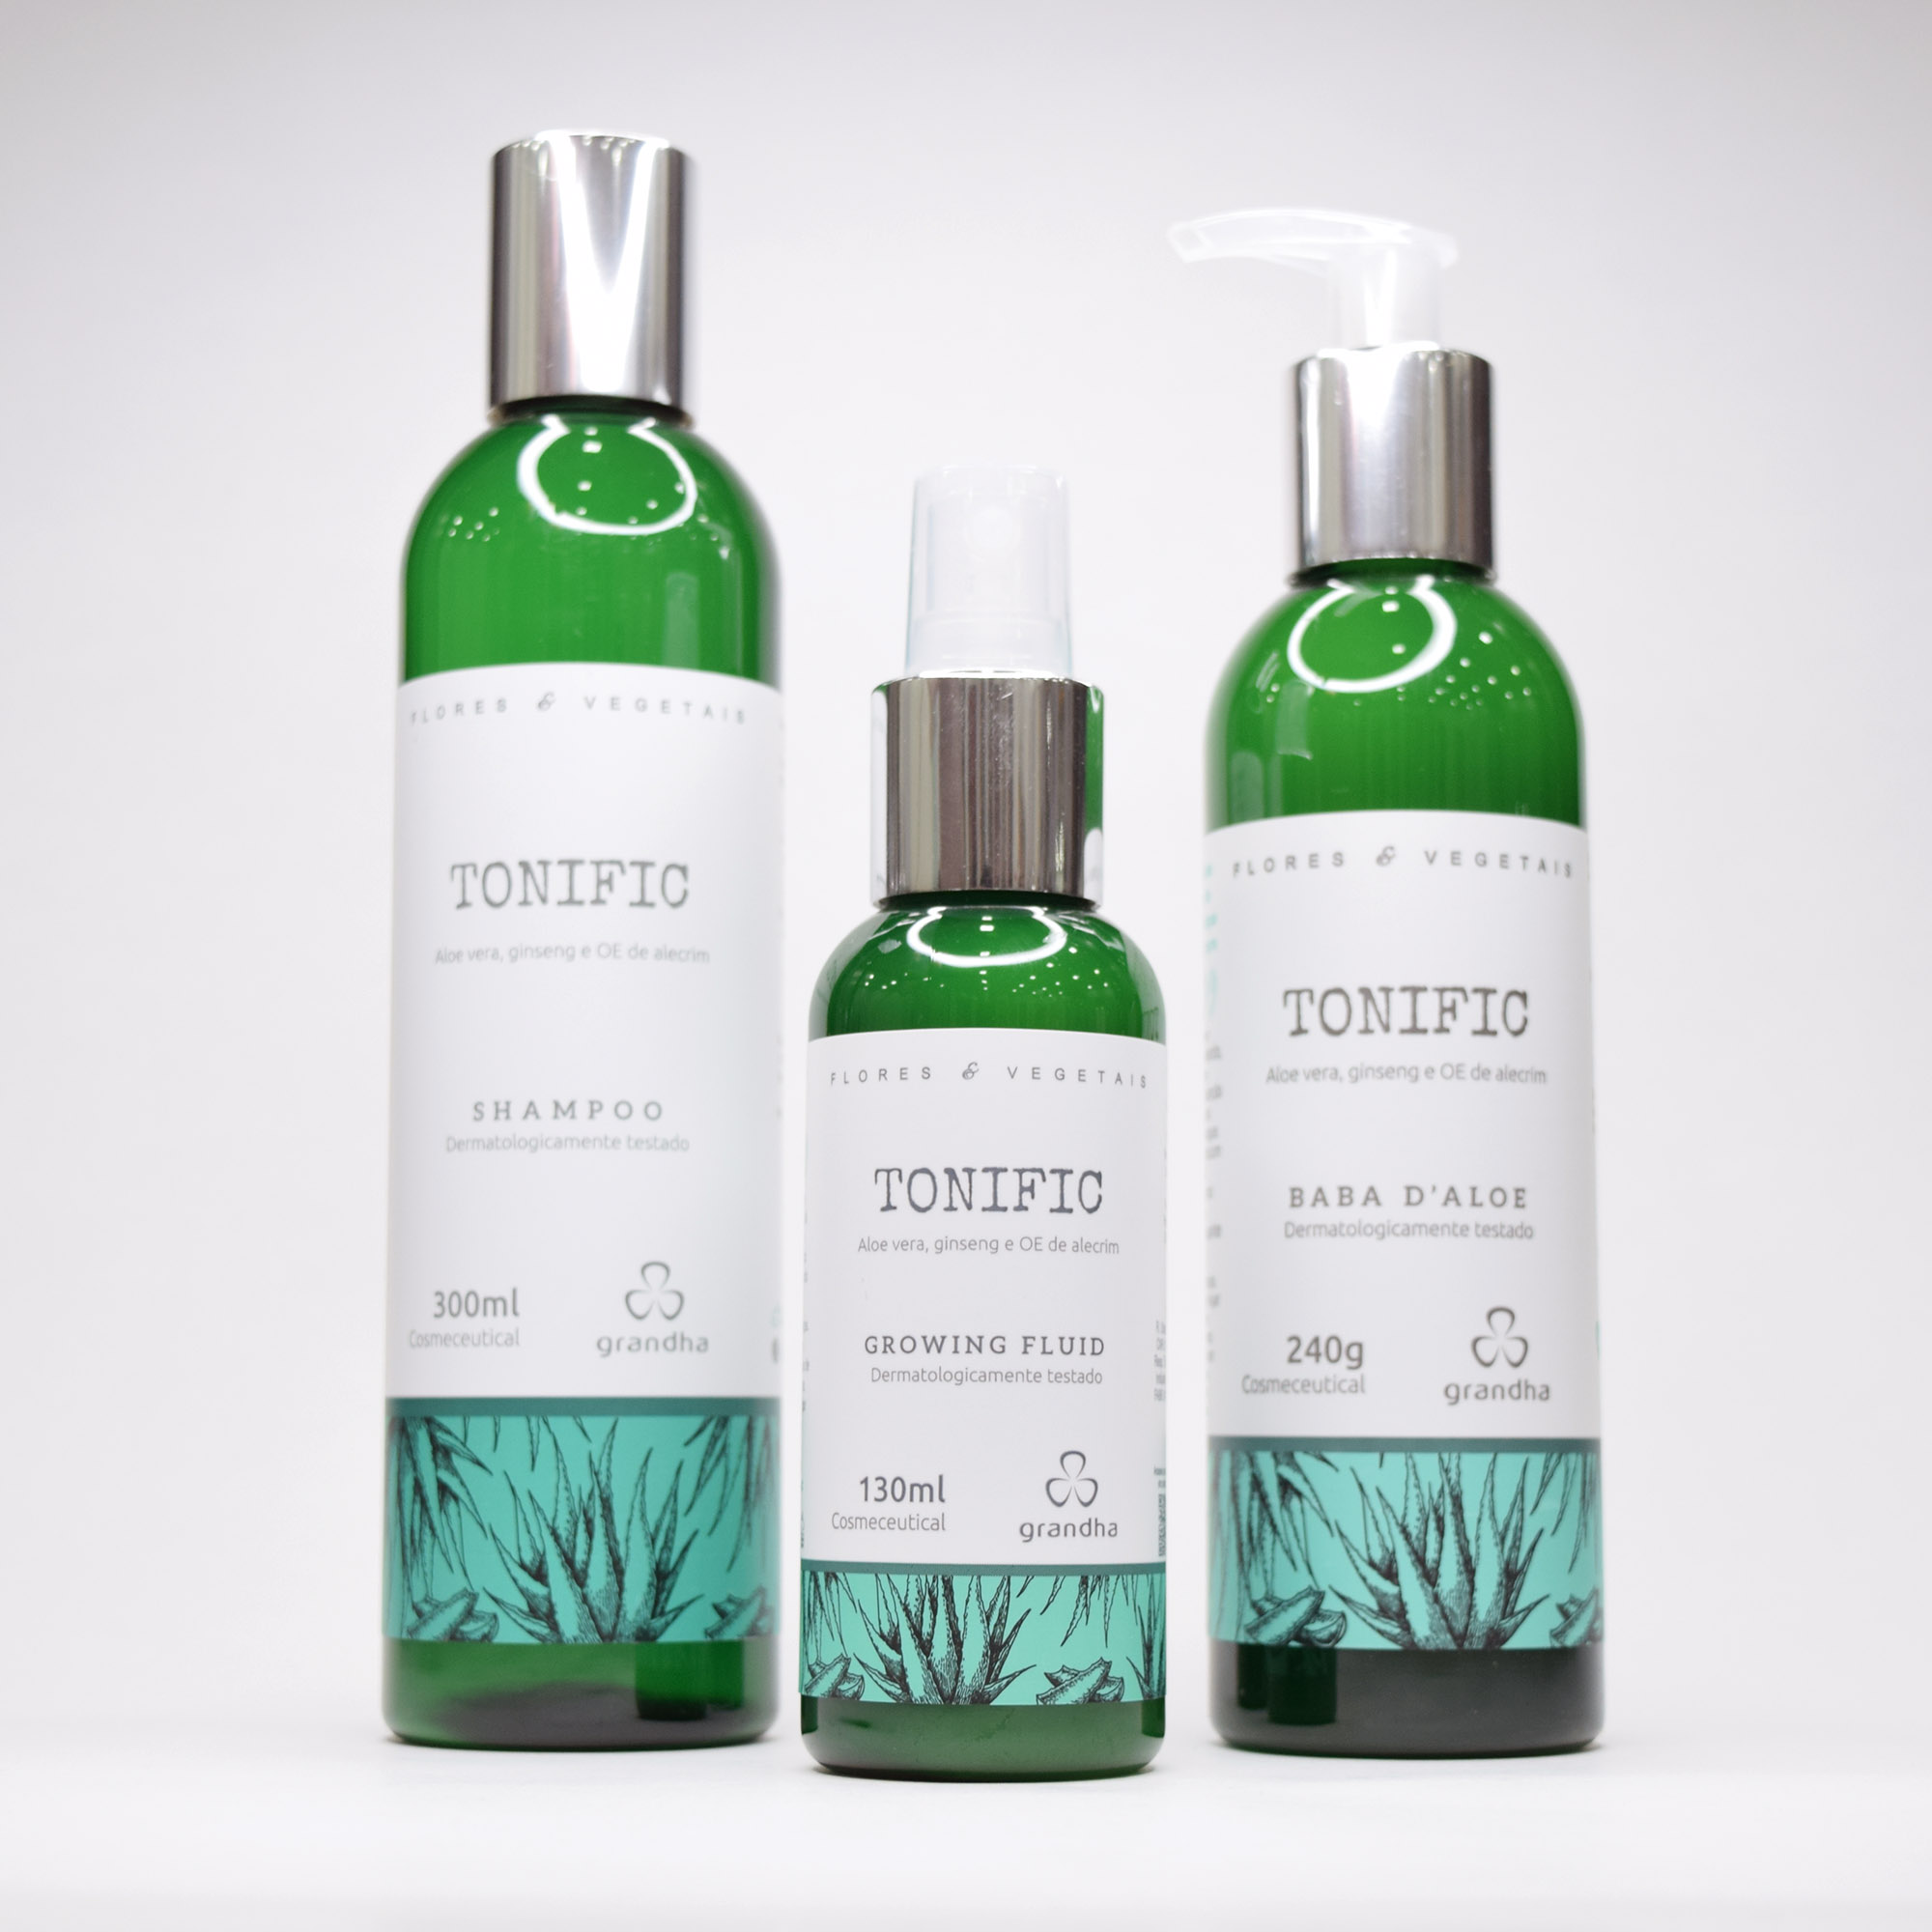 FLORES & VEGETAIS
TONIFIC
Aloe vera, ginseng e OE de alecrim
SHAMPOO
Dermatologicamente testado
300ml
Cosmeceutical
grandha
FLORES & VEGETAIS
TONIFIC
Aloe vera, ginseng e OE de alecrim
GROWING FLUID
Dermatologicamente testado
130ml
Cosmeceutical
grandha
FLORES & VEGETAIS
TONIFIC
Aloe vera, ginseng e OE de alecrim
BABA D'ALOE
Dermatologicamente testado
240g
Cosmeceutical
grandha